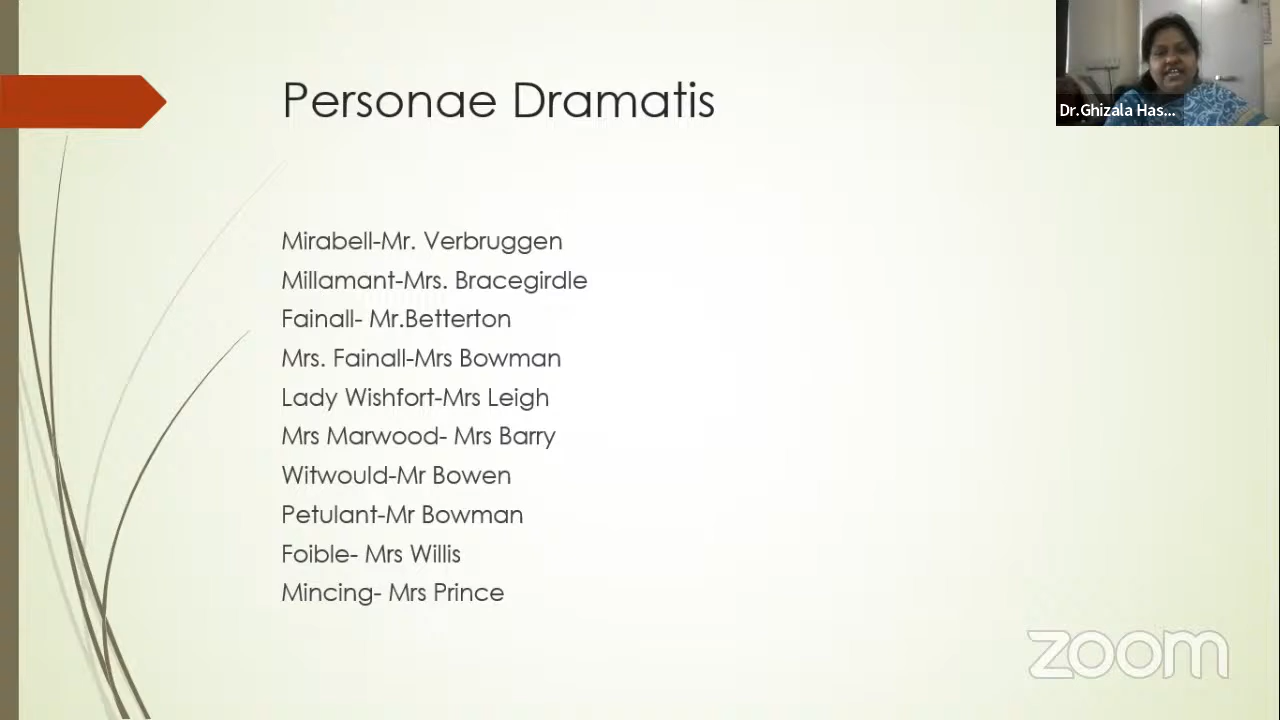 Personae Dramatis
Dr.Ghizala Has...
Mirabell-Mr. Verbruggen
Millamant-Mrs. Bracegirdle
Fainall- Mr.Betterton
Mrs. Fainall-Mrs Bowman
Lady Wishfort-Mrs Leigh
Mrs Marwood- Mrs Barry
Witwould-Mr Bowen
Petulant-Mr Bowman
Foible- Mrs Willis
Mincing- Mrs Prince
zoom